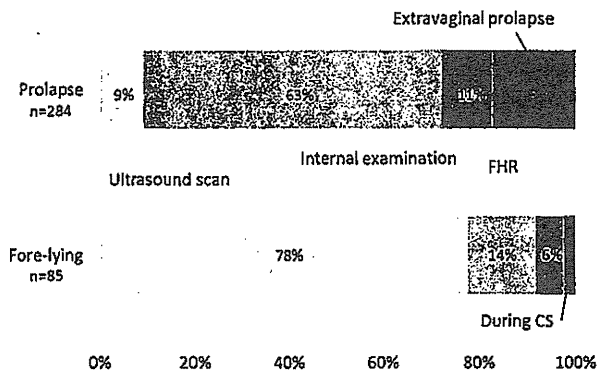 Extravaginal prolapse
Prolapse
n=284
9%
63%
11%
Internal examination
FHR
Ultrasound scan
Fore-lying
n=85
78%
14%
6%
During CS
0%
20%
40%
60%
80%
100%